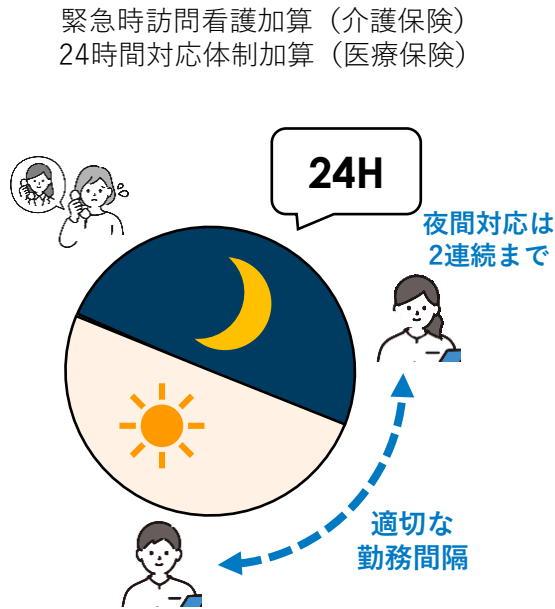 緊急時訪問看護加算（介護保険）
24時間対応体制加算（医療保険）
24H
夜間対応は
2連続まで
適切な
勤務間隔